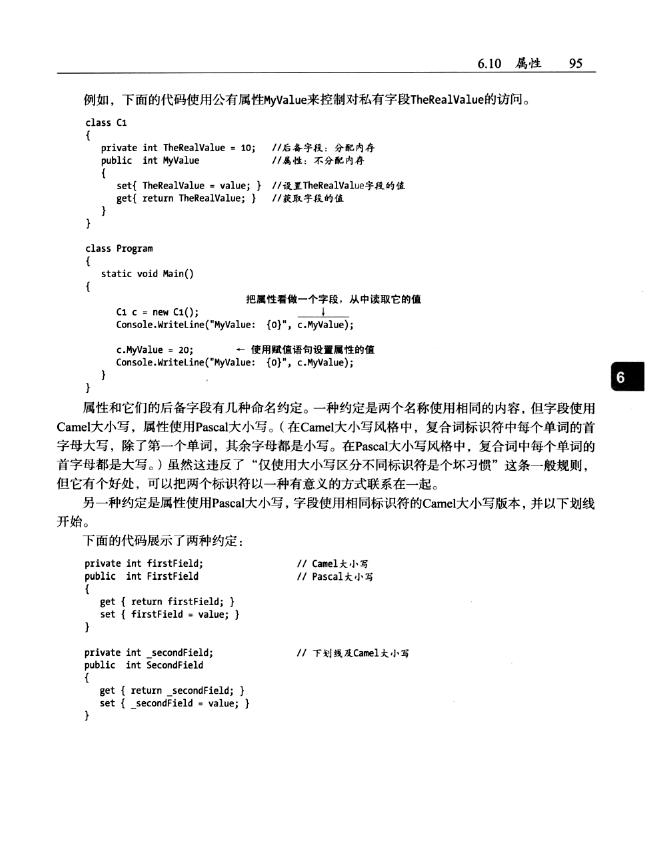 6.10 属性 95
例如，下面的代码使用公有属性MyValue来控制对私有字段TheRealValue的访问。
class C1
{
private int TheRealValue = 10; //后备字段：分配内存
public int MyValue //属性：不分配内存
{
set{ TheRealValue = value; } //设置TheRealValue字段的值
get{ return TheRealValue; } //获取字段的值
}
}
class Program
{
static void Main()
{
把属性看做一个字段，从中读取它的值
C1 c = new C1(); ↓
Console.WriteLine("MyValue: {0}", c.MyValue);
c.MyValue = 20; ← 使用赋值语句设置属性的值
Console.WriteLine("MyValue: {0}", c.MyValue);
}
}
6
属性和它们的后备字段有几种命名约定。一种约定是两个名称使用相同的内容，但字段使用
Camel大小写，属性使用Pascal大小写。（在Camel大小写风格中，复合词标识符中每个单词的首
字母大写，除了第一个单词，其余字母都是小写。在Pascal大小写风格中，复合词中每个单词的
首字母都是大写。）虽然这违反了“仅使用大小写区分不同标识符是个坏习惯”这条一般规则，
但它有个好处，可以把两个标识符以一种有意义的方式联系在一起。
另一种约定是属性使用Pascal大小写，字段使用相同标识符的Camel大小写版本，并以下划线
开始。
下面的代码展示了两种约定：
private int firstField; // Camel大小写
public int FirstField // Pascal大小写
{
get { return firstField; }
set { firstField = value; }
}
private int _secondField; // 下划线及Camel大小写
public int SecondField
{
get { return _secondField; }
set { _secondField = value; }
}